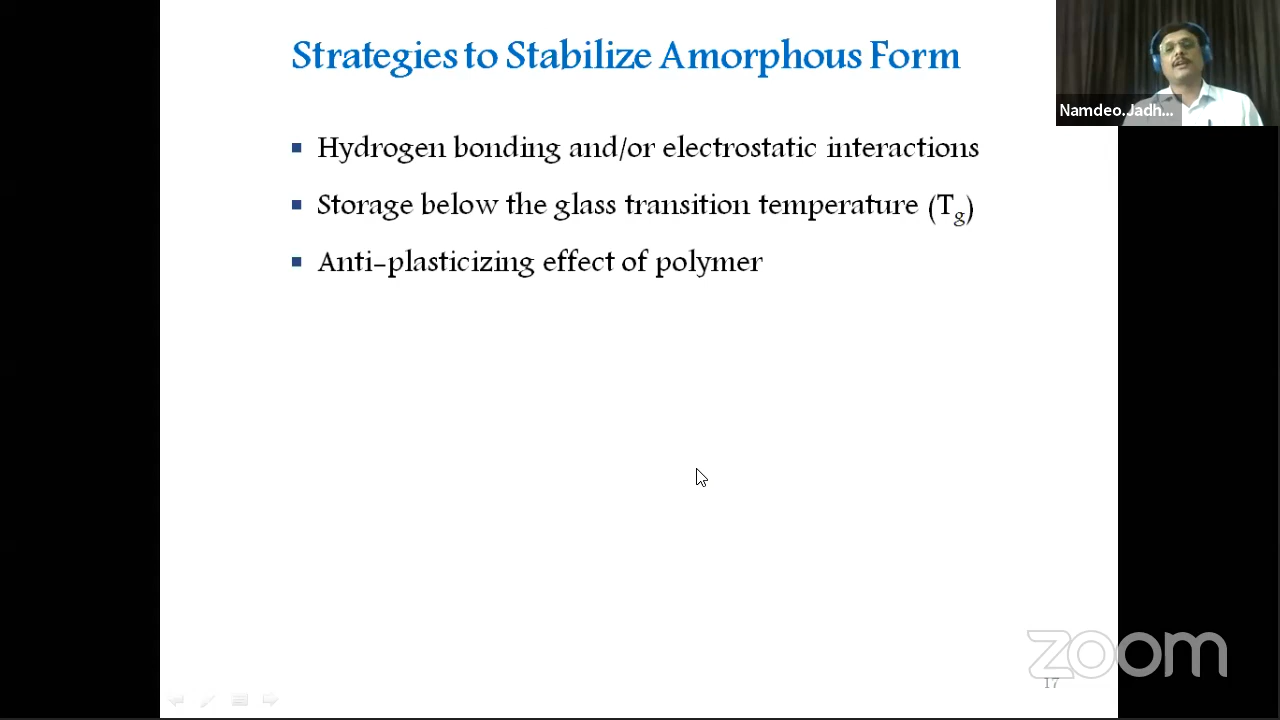 Strategies to Stabilize Amorphous Form
Namdeo.Jadh...
▪ Hydrogen bonding and/or electrostatic interactions
▪ Storage below the glass transition temperature (Tg)
▪ Anti-plasticizing effect of polymer
zoom
17